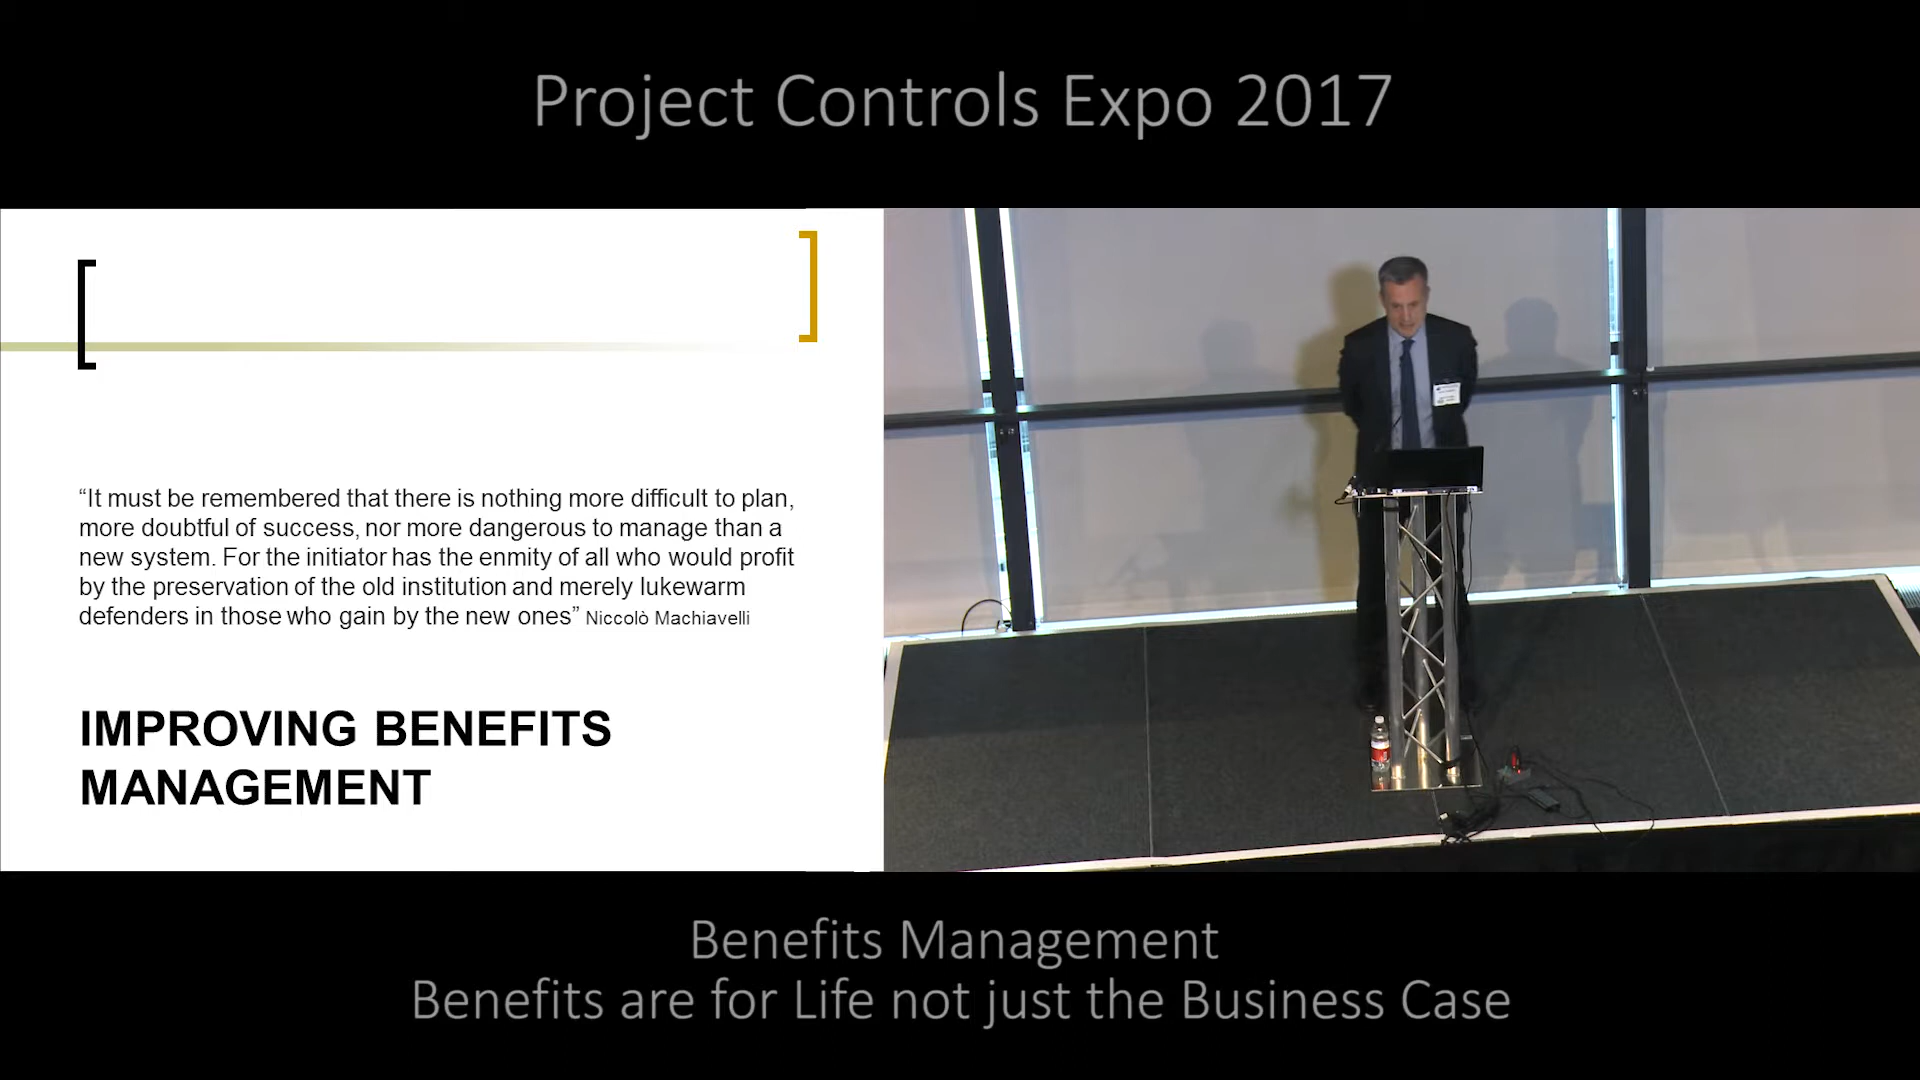 Project Controls Expo 2017
“It must be remembered that there is nothing more difficult to plan,
more doubtful of success, nor more dangerous to manage than a
new system. For the initiator has the enmity of all who would profit
by the preservation of the old institution and merely lukewarm
defenders in those who gain by the new ones” Niccolò Machiavelli
IMPROVING BENEFITS
MANAGEMENT
Benefits Management
Benefits are for Life not just the Business Case